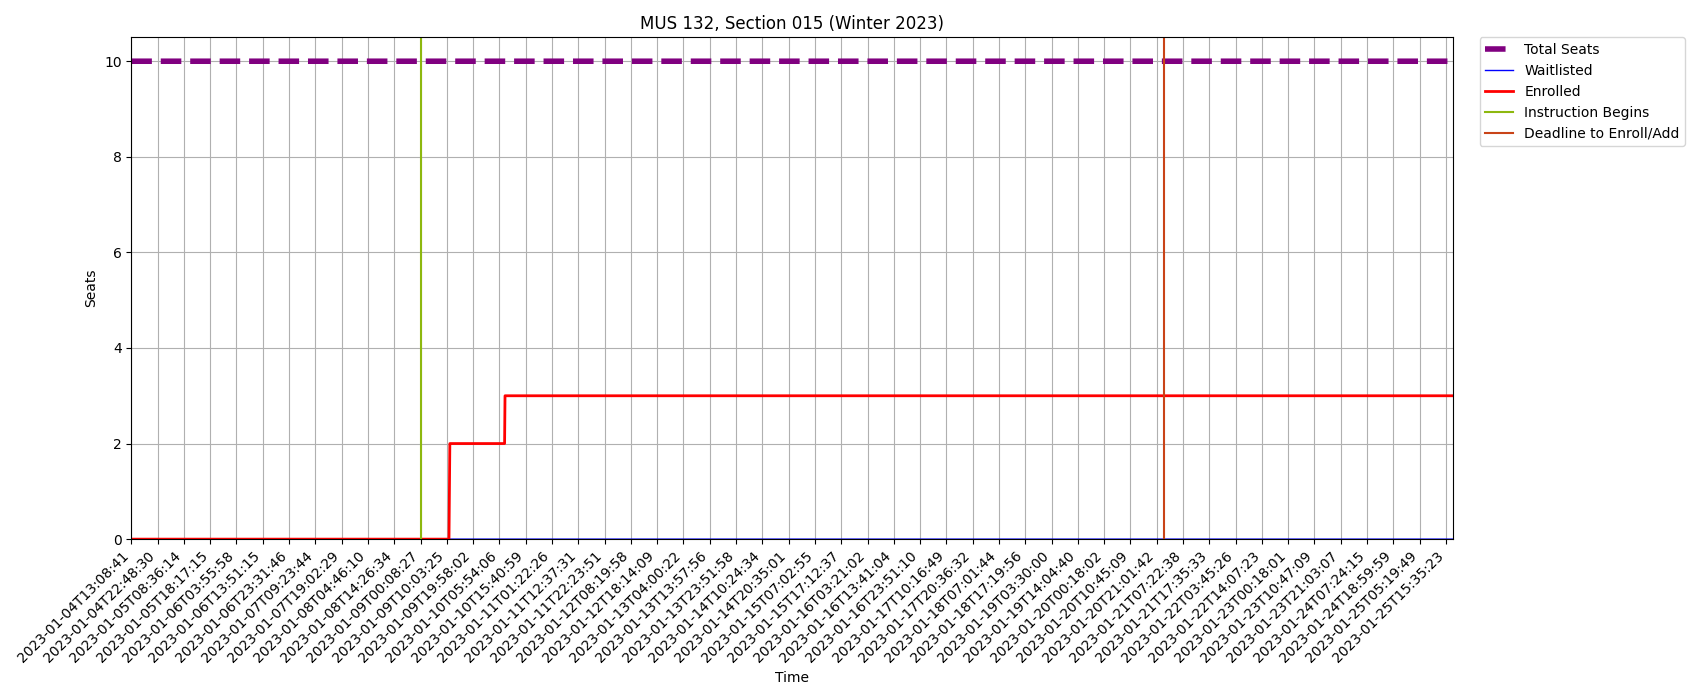 MUS 132, Section 015 (Winter 2023)
Total Seats
Waitlisted
Enrolled
Instruction Begins
Deadline to Enroll/Add
Seats
10
8
6
4
2
0
2023-01-04T13:08:41
2023-01-04T22:48:30
2023-01-05T08:36:14
2023-01-05T18:17:15
2023-01-06T03:55:58
2023-01-06T13:51:15
2023-01-06T23:31:46
2023-01-07T09:23:44
2023-01-07T19:02:29
2023-01-08T04:46:10
2023-01-08T14:26:34
2023-01-09T00:08:27
2023-01-09T10:03:25
2023-01-09T19:58:02
2023-01-10T05:54:06
2023-01-10T15:40:59
2023-01-11T01:22:26
2023-01-11T12:37:31
2023-01-11T22:23:51
2023-01-12T08:19:58
2023-01-12T18:14:09
2023-01-13T04:00:22
2023-01-13T13:57:56
2023-01-13T23:51:58
2023-01-14T10:24:34
2023-01-14T20:35:01
2023-01-15T07:02:55
2023-01-15T17:12:37
2023-01-16T03:21:02
2023-01-16T13:41:04
2023-01-16T23:51:10
2023-01-17T10:16:49
2023-01-17T20:36:32
2023-01-18T07:01:44
2023-01-18T17:19:56
2023-01-19T03:30:00
2023-01-19T14:04:40
2023-01-20T00:18:02
2023-01-20T10:45:09
2023-01-20T21:01:42
2023-01-21T07:22:38
2023-01-21T17:35:33
2023-01-22T03:45:26
2023-01-22T14:07:23
2023-01-23T00:18:01
2023-01-23T10:47:09
2023-01-23T21:03:07
2023-01-24T07:24:15
2023-01-24T18:59:59
2023-01-25T05:19:49
2023-01-25T15:35:23
Time